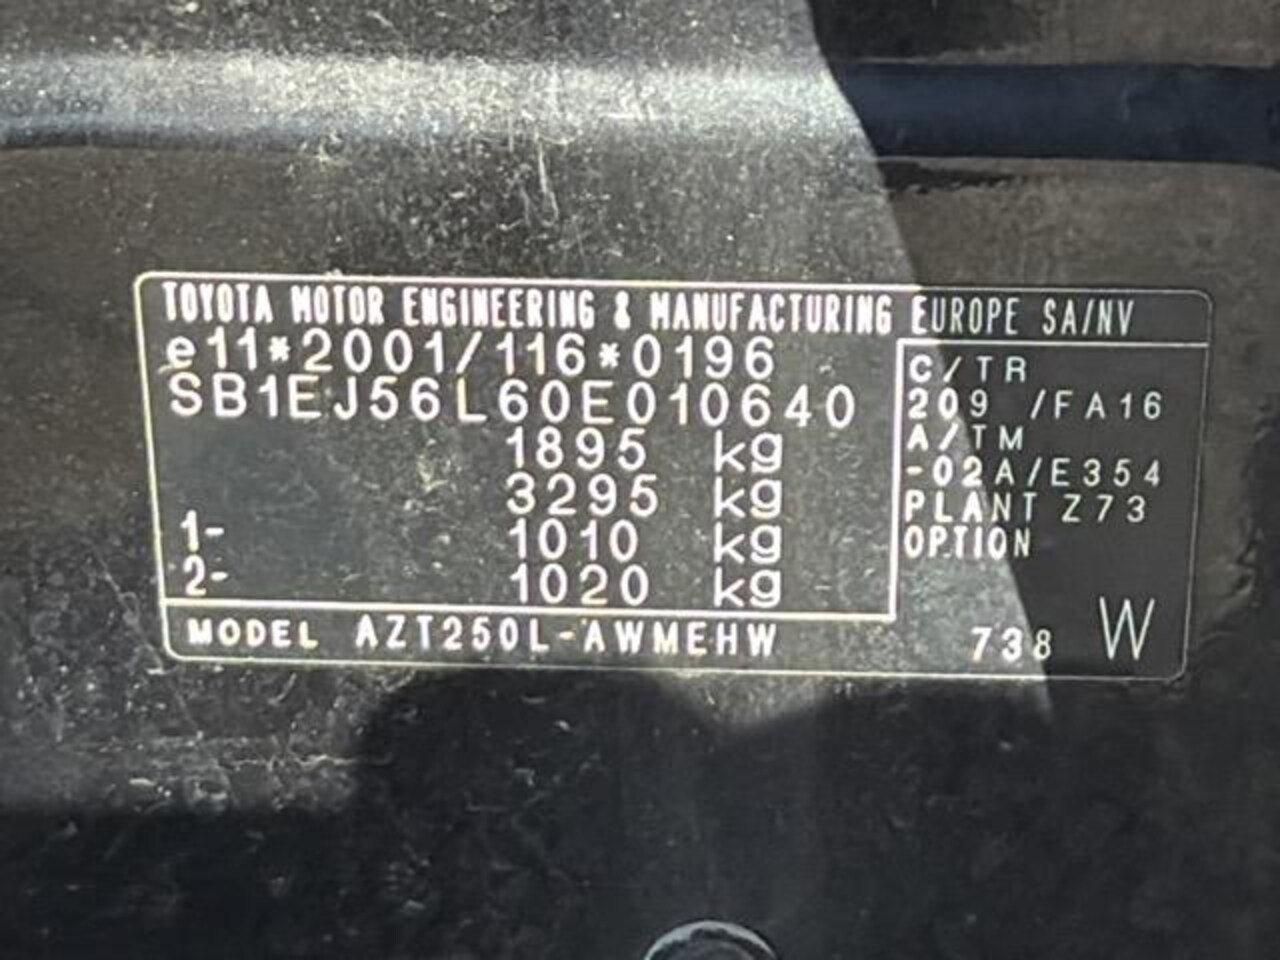 TOYOTA MOTOR ENGINEERING & MANUFACTURING EUROPE SA/NV
e11*2001/116*0196
SB1EJ56L60E010640
1895 kg
3295 kg
1- 1010 kg
2- 1020 kg
C/TR
209 /FA16
A/TM
-02A/E354
PLANT Z73
OPTION
MODEL AZT250L-AWMEHW
738 W